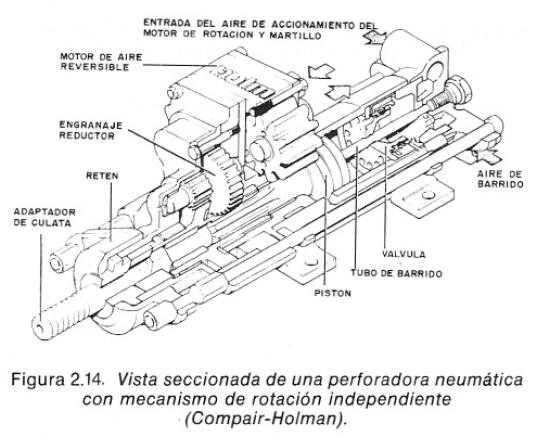 ENTRADA DEL AIRE DE ACCIONAMIENTO DEL
MOTOR DE ROTACION Y MARTILLO
MOTOR DE AIRE
REVERSIBLE
ENGRANAJE
REDUCTOR
RETEN
ADAPTADOR
DE CULATA
AIRE DE
BARRIDO
VALVULA
TUBO DE BARRIDO
PISTON
Figura 2.14. Vista seccionada de una perforadora neumática
con mecanismo de rotación independiente
(Compair-Holman).